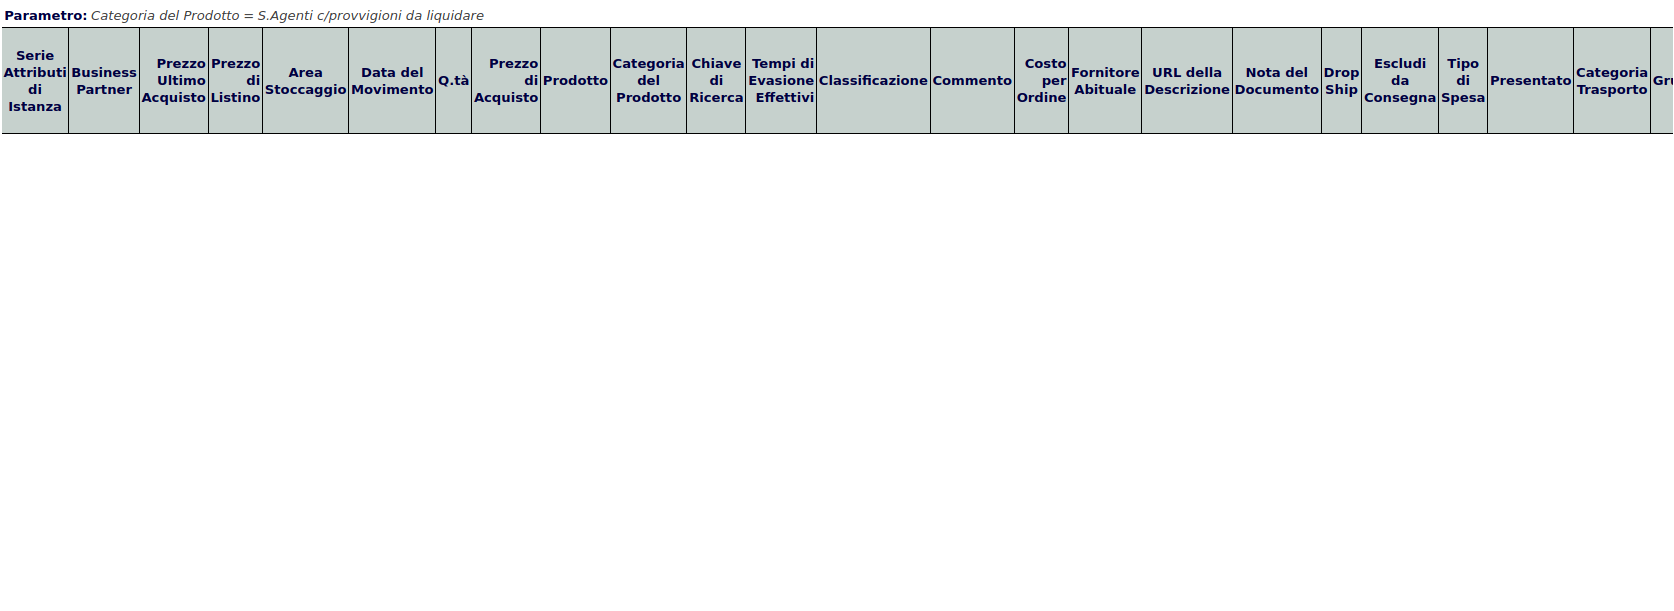 Parametro: Categoria del Prodotto = S.Agenti c/provvigioni da liquidare
Serie
Attributi
di
Istanza
Business
Partner
Prezzo
Ultimo
Acquisto
Prezzo
di
Listino
Area
Stoccaggio
Data del
Movimento
Q.tà
Prezzo
di
Acquisto
Prodotto
Categoria
del
Prodotto
Chiave
di
Ricerca
Tempi di
Evasione
Effettivi
Classificazione
Commento
Costo
per
Ordine
Fornitore
Abituale
URL della
Descrizione
Nota del
Documento
Drop
Ship
Escludi
da
Consegna
Tipo
di
Spesa
Presentato
Categoria
Trasporto